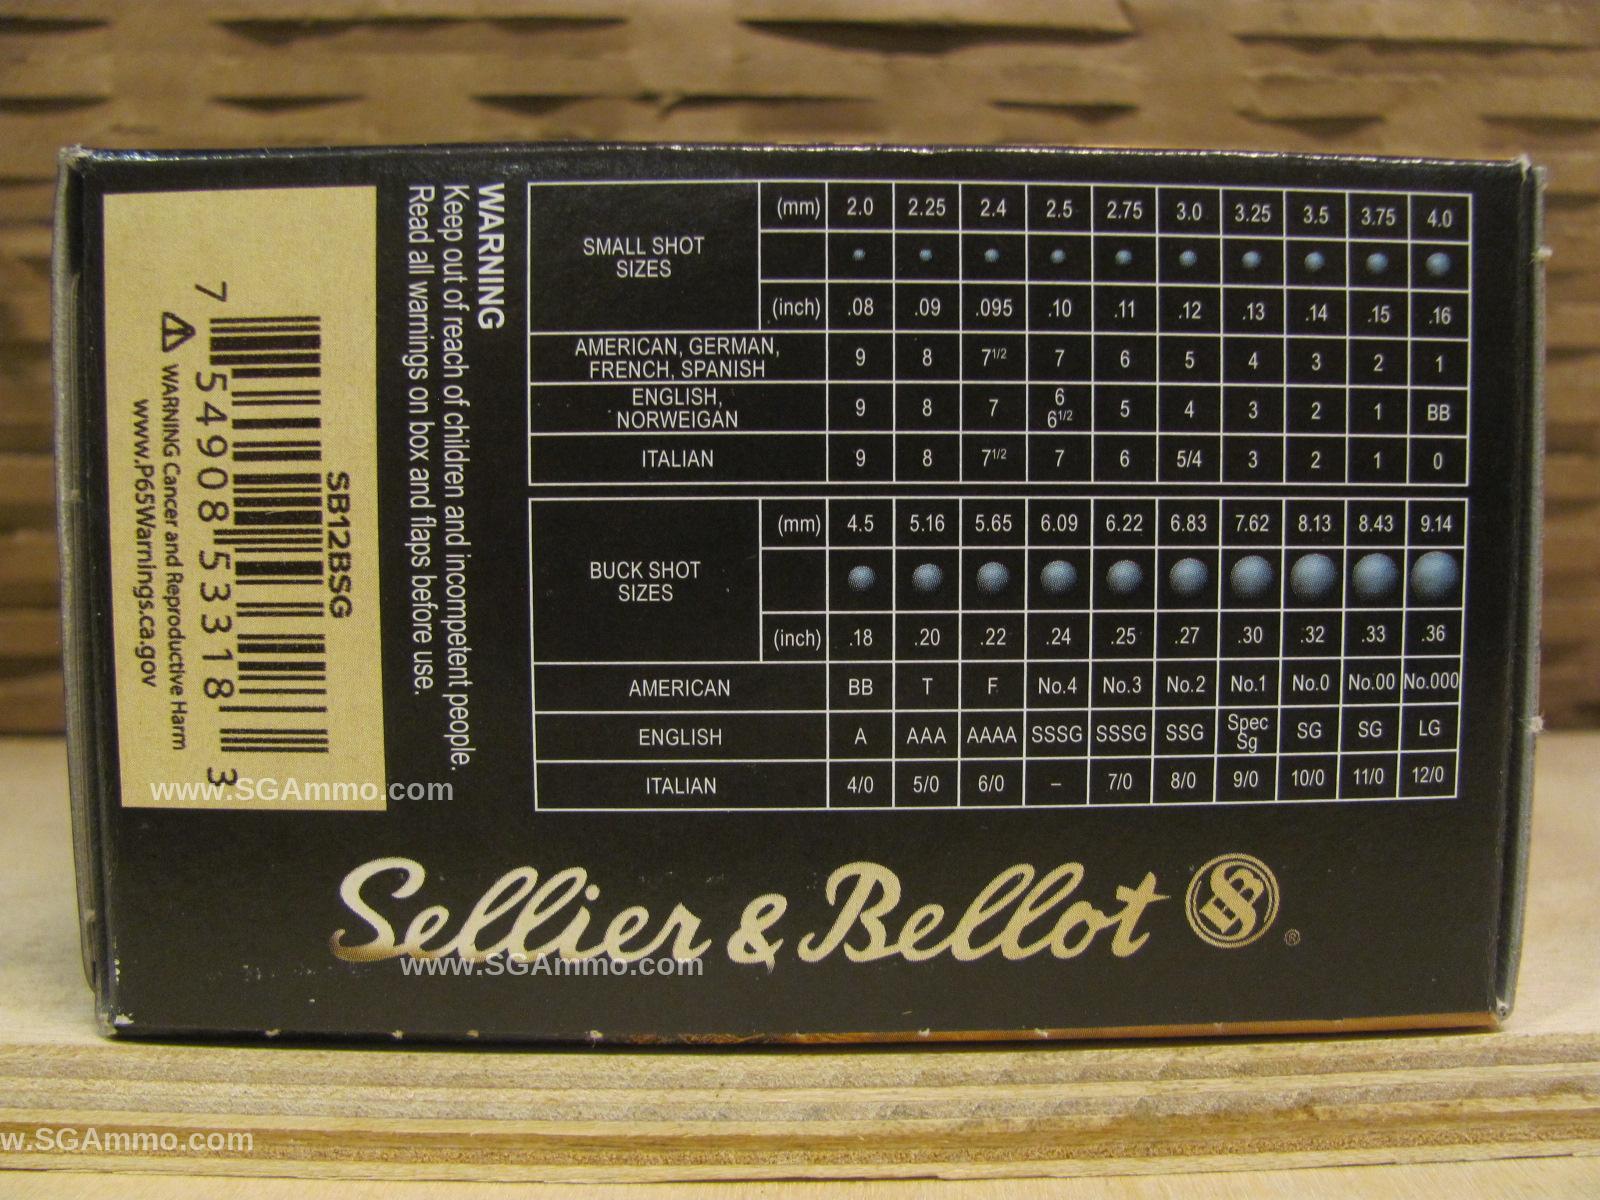 SB12BSG
7 54908 53318 3
WARNING Cancer and Reproductive Harm
www.P65Warnings.ca.gov
WARNING
Keep out of reach of children and incompetent people.
Read all warnings on box and flaps before use.
SMALL SHOT SIZES (mm) 2.0 2.25 2.4 2.5 2.75 3.0 3.25 3.5 3.75 4.0
(inch) .08 .09 .095 .10 .11 .12 .13 .14 .15 .16
AMERICAN, GERMAN, FRENCH, SPANISH 9 8 7 1/2 7 6 5 4 3 2 1
ENGLISH, NORWEIGAN 9 8 7 6 6 1/2 5 4 3 2 1 BB
ITALIAN 9 8 7 1/2 7 6 5/4 3 2 1 0
BUCK SHOT SIZES (mm) 4.5 5.16 5.65 6.09 6.22 6.83 7.62 8.13 8.43 9.14
(inch) .18 .20 .22 .24 .25 .27 .30 .32 .33 .36
AMERICAN BB T F No.4 No.3 No.2 No.1 No.0 No.00 No.000
ENGLISH A AAA AAAA SSSG SSSG SSG Spec Sg SG SG LG
ITALIAN 4/0 5/0 6/0 – 7/0 8/0 9/0 10/0 11/0 12/0
www.SGAmmo.com
Sellier & Bellot SB ®
www.SGAmmo.com
w.SGAmmo.com